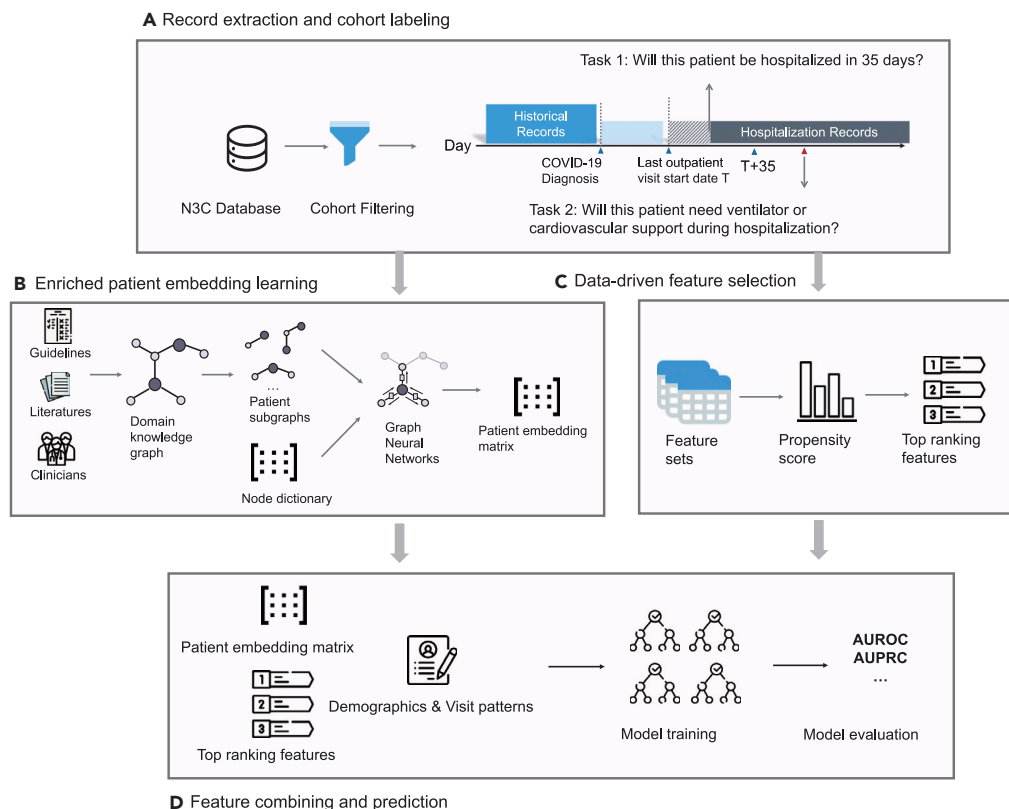 A Record extraction and cohort labeling
Task 1: Will this patient be hospitalized in 35 days?
Historical
Records
Hospitalization Records
Day
COVID-19
Diagnosis
Last outpatient
visit start date T
T+35
N3C Database
Cohort Filtering
Task 2: Will this patient need ventilator or
cardiovascular support during hospitalization?
B Enriched patient embedding learning
Guidelines
Literatures
Clinicians
Domain
knowledge
graph
...
Patient
subgraphs
Node dictionary
Graph
Neural
Networks
Patient embedding
matrix
C Data-driven feature selection
Feature
sets
Propensity
score
1
2
3
Top ranking
features
Patient embedding matrix
1
2
3
Top ranking features
Demographics & Visit patterns
Model training
AUROC
AUPRC
...
Model evaluation
D Feature combining and prediction